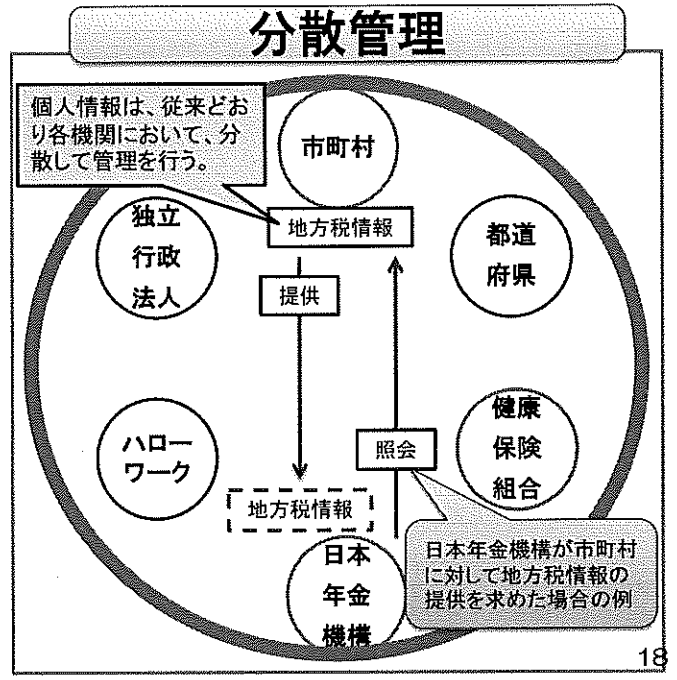 分散管理
個人情報は、従来どお
り各機関において、分
散して管理を行う。
市町村
地方税情報
独立
行政
法人
都道
府県
提供
ハロー
ワーク
照会
健康
保険
組合
地方税情報
日本
年金
機構
日本年金機構が市町村
に対して地方税情報の
提供を求めた場合の例
18